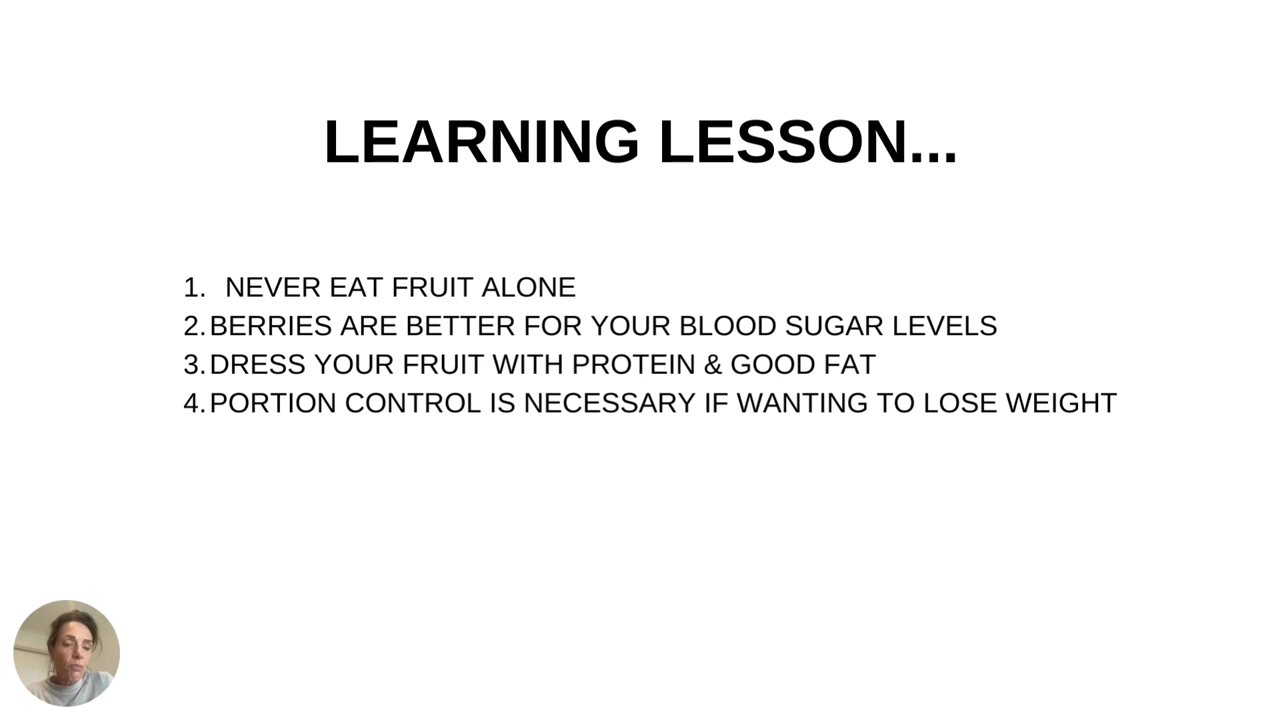 LEARNING LESSON...
1. NEVER EAT FRUIT ALONE
2. BERRIES ARE BETTER FOR YOUR BLOOD SUGAR LEVELS
3. DRESS YOUR FRUIT WITH PROTEIN & GOOD FAT
4. PORTION CONTROL IS NECESSARY IF WANTING TO LOSE WEIGHT